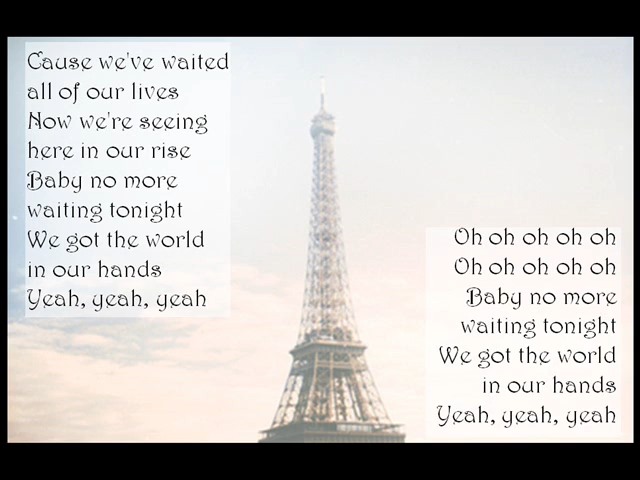 Cause we've waited
all of our lives
Now we're seeing
here in our rise
Baby no more
waiting tonight
We got the world
in our hands
Yeah, yeah, yeah
Oh oh oh oh oh
Oh oh oh oh oh
Baby no more
waiting tonight
We got the world
in our hands
Yeah, yeah, yeah